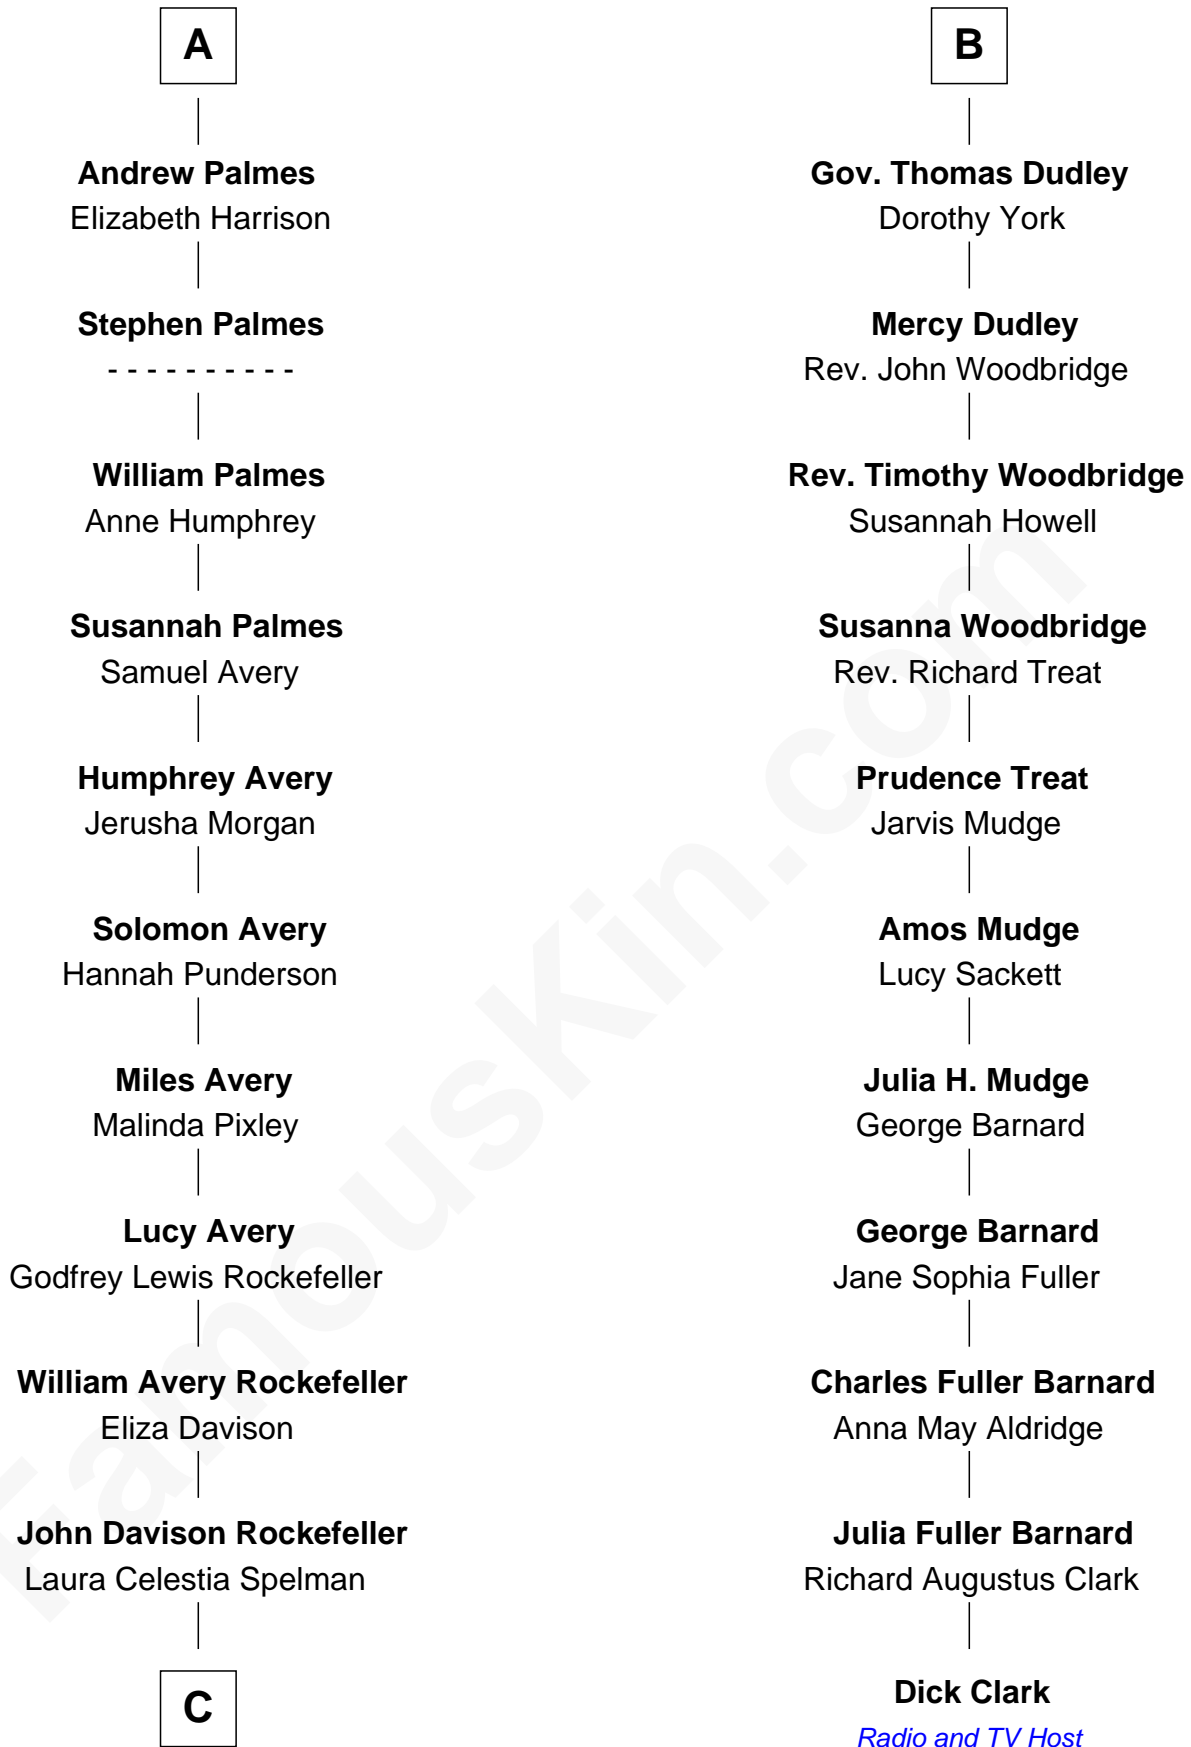 A
Andrew Palmes
Elizabeth Harrison
Stephen Palmes
- - - - - - - - - -
William Palmes
Anne Humphrey
Susannah Palmes
Samuel Avery
Humphrey Avery
Jerusha Morgan
Solomon Avery
Hannah Punderson
Miles Avery
Malinda Pixley
Lucy Avery
Godfrey Lewis Rockefeller
William Avery Rockefeller
Eliza Davison
John Davison Rockefeller
Laura Celestia Spelman
C
B
Gov. Thomas Dudley
Dorothy York
Mercy Dudley
Rev. John Woodbridge
Rev. Timothy Woodbridge
Susannah Howell
Susanna Woodbridge
Rev. Richard Treat
Prudence Treat
Jarvis Mudge
Amos Mudge
Lucy Sackett
Julia H. Mudge
George Barnard
George Barnard
Jane Sophia Fuller
Charles Fuller Barnard
Anna May Aldridge
Julia Fuller Barnard
Richard Augustus Clark
Dick Clark
Radio and TV Host
FamousKin.com